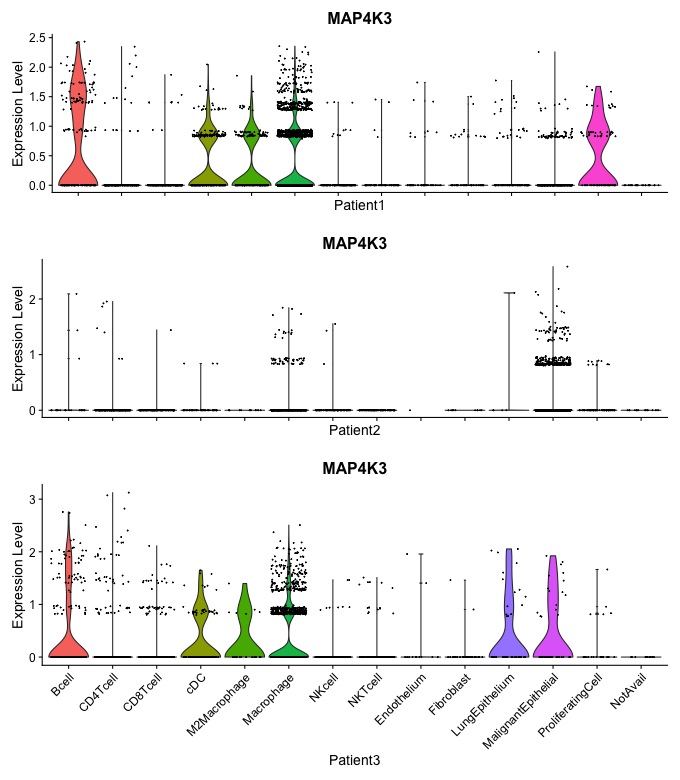 MAP4K3
Expression Level
2.5
2.0
1.5
1.0
0.5
0.0
Patient1
MAP4K3
Expression Level
2
1
0
Patient2
MAP4K3
Expression Level
3
2
1
0
Bcell
CD4Tcell
CD8Tcell
cDC
M2Macrophage
Macrophage
NKcell
NKTcell
Endothelium
Fibroblast
LungEpithelium
MalignantEpithelial
ProliferatingCell
NotAvail
Patient3